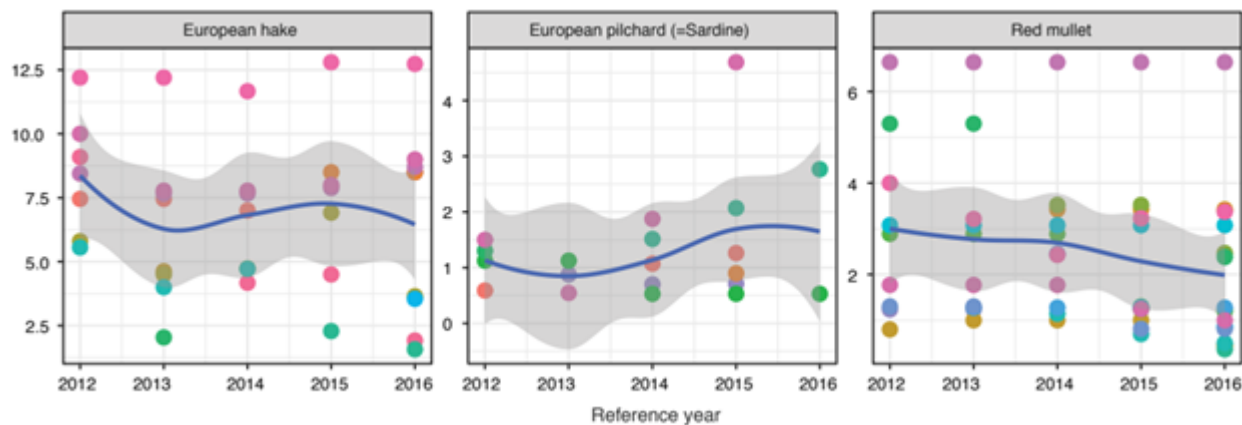 European hake
European pilchard (=Sardine)
Red mullet
12.5
10.0
7.5
5.0
2.5
4
3
2
1
0
6
4
2
2012 2013 2014 2015 2016
2012 2013 2014 2015 2016
2012 2013 2014 2015 2016
Reference year